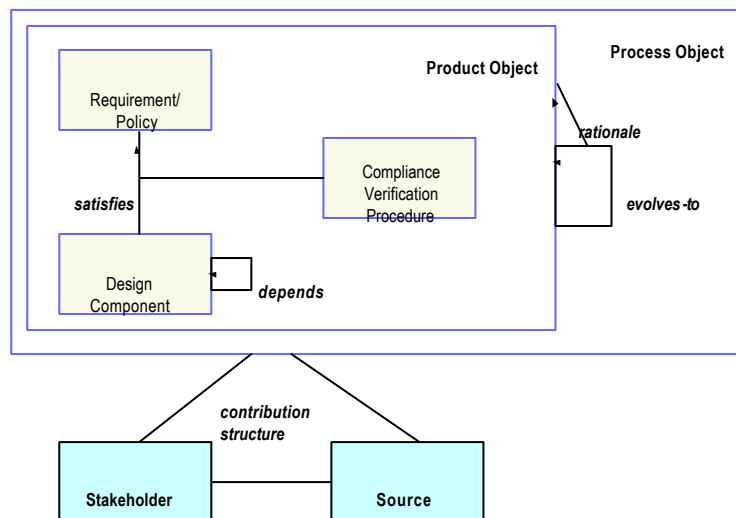 Process Object
Product Object
Requirement/
Policy
rationale
Compliance
Verification
Procedure
satisfies
evolves-to
Design
Component
depends
contribution
structure
Stakeholder
Source